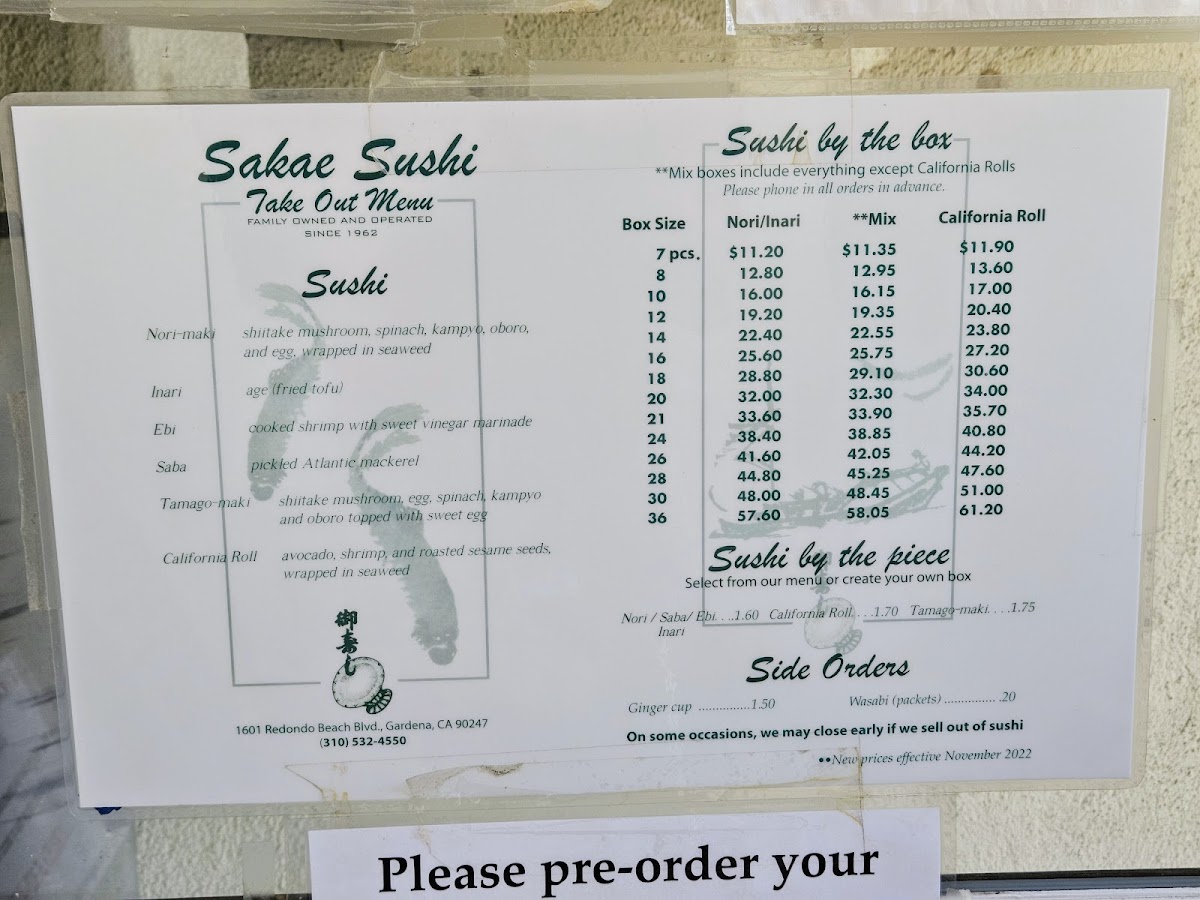 Sakae Sushi
Take Out Menu
FAMILY OWNED AND OPERATED
SINCE 1962
Sushi
Nori-maki shiitake mushroom, spinach, kampyo, oboro,
and egg, wrapped in seaweed
Inari age (fried tofu)
Ebi cooked shrimp with sweet vinegar marinade
Saba pickled Atlantic mackerel
Tamago-maki shiitake mushroom, egg, spinach, kampyo
and oboro topped with sweet egg
California Roll avocado, shrimp, and roasted sesame seeds,
wrapped in seaweed
御寿し
1601 Redondo Beach Blvd., Gardena, CA 90247
(310) 532-4550
Sushi by the box
**Mix boxes include everything except California Rolls
Please phone in all orders in advance.
Box Size Nori/Inari **Mix California Roll
7 pcs. $11.20 $11.35 $11.90
8 12.80 12.95 13.60
10 16.00 16.15 17.00
12 19.20 19.35 20.40
14 22.40 22.55 23.80
16 25.60 25.75 27.20
18 28.80 29.10 30.60
20 32.00 32.30 34.00
21 33.60 33.90 35.70
24 38.40 38.85 40.80
26 41.60 42.05 44.20
28 44.80 45.25 47.60
30 48.00 48.45 51.00
36 57.60 58.05 61.20
Sushi by the piece
Select from our menu or create your own box
Nori / Saba/ Ebi. . ..1.60 California Roll. . . .1.70 Tamago-maki. . . .1.75
Inari
Side Orders
Ginger cup ...............1.50 Wasabi (packets) ............... .20
On some occasions, we may close early if we sell out of sushi
••New prices effective November 2022
Please pre-order your